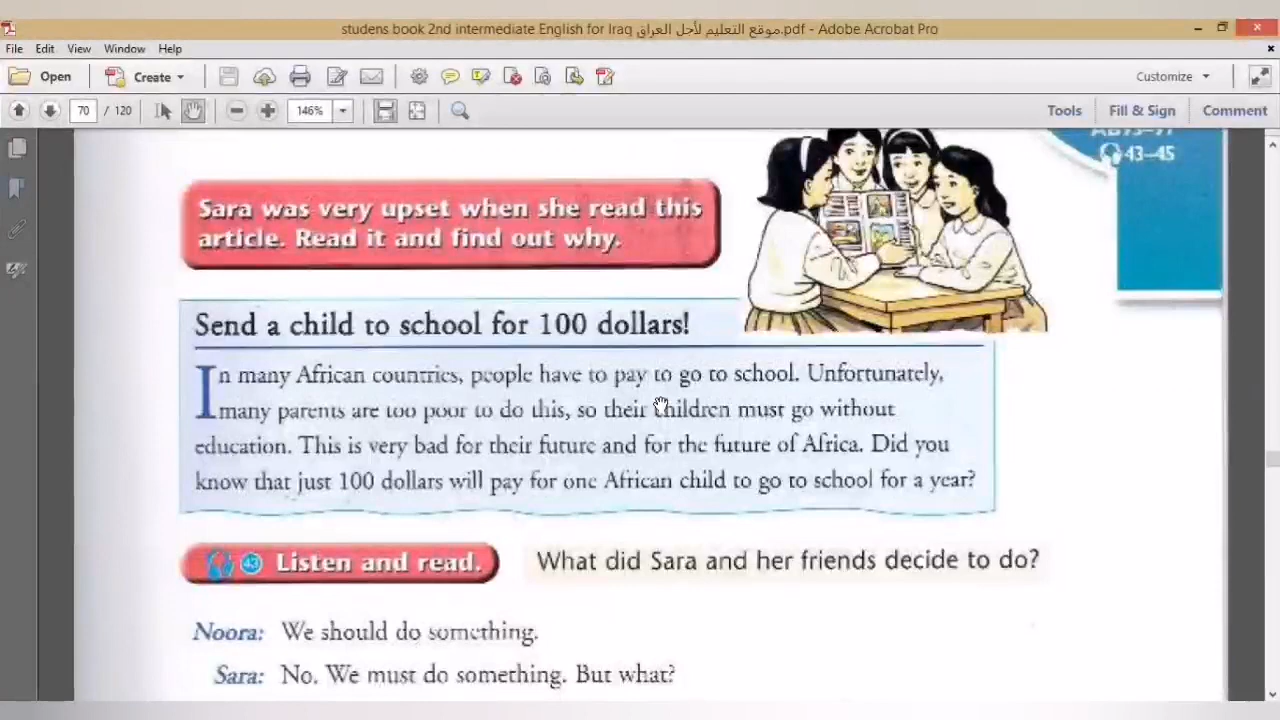 studens book 2nd intermediate English for Iraq موقع التعليم لأجل العراق.pdf - Adobe Acrobat Pro
File Edit View Window Help
Open Create Customize
70 / 120 146% Tools Fill & Sign Comment
43–45
Sara was very upset when she read this
article. Read it and find out why.
Send a child to school for 100 dollars!
In many African countries, people have to pay to go to school. Unfortunately,
many parents are too poor to do this, so their children must go without
education. This is very bad for their future and for the future of Africa. Did you
know that just 100 dollars will pay for one African child to go to school for a year?
43 Listen and read. What did Sara and her friends decide to do?
Noora: We should do something.
Sara: No. We must do something. But what?